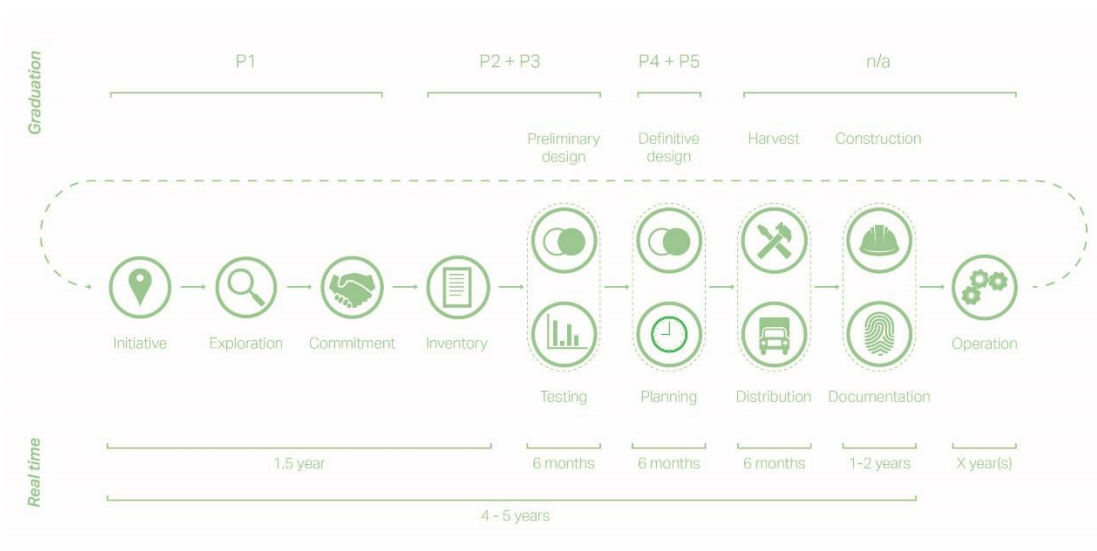 Graduation
P1
P2 + P3
P4 + P5
n/a
Preliminary
design
Definitive
design
Harvest
Construction
Initiative
Exploration
Commitment
Inventory
Operation
Testing
Planning
Distribution
Documentation
Real time
1,5 year
6 months
6 months
6 months
1-2 years
X year(s)
4 - 5 years